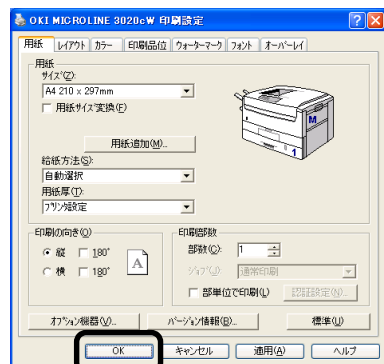 OKI MICROLINE 3020cW 印刷設定
用紙 レイアウト カラー 印刷品位 ウォーターマーク フォント オーバーレイ
用紙
サイズ(Z):
A4 210 x 297mm
用紙サイズ変換(F)
用紙追加(M)...
給紙方法(S):
自動選択
用紙厚(T):
プリンタ設定
M
1
印刷の向き(O)
縦 180°
横 180°
A
印刷部数
部数(C): 1
ジョブ(J): 通常印刷
部単位で印刷(L) 認証設定(N)...
オプション機器(V)... バージョン情報(B)... 標準(U)
OK キャンセル 適用(A) ヘルプ